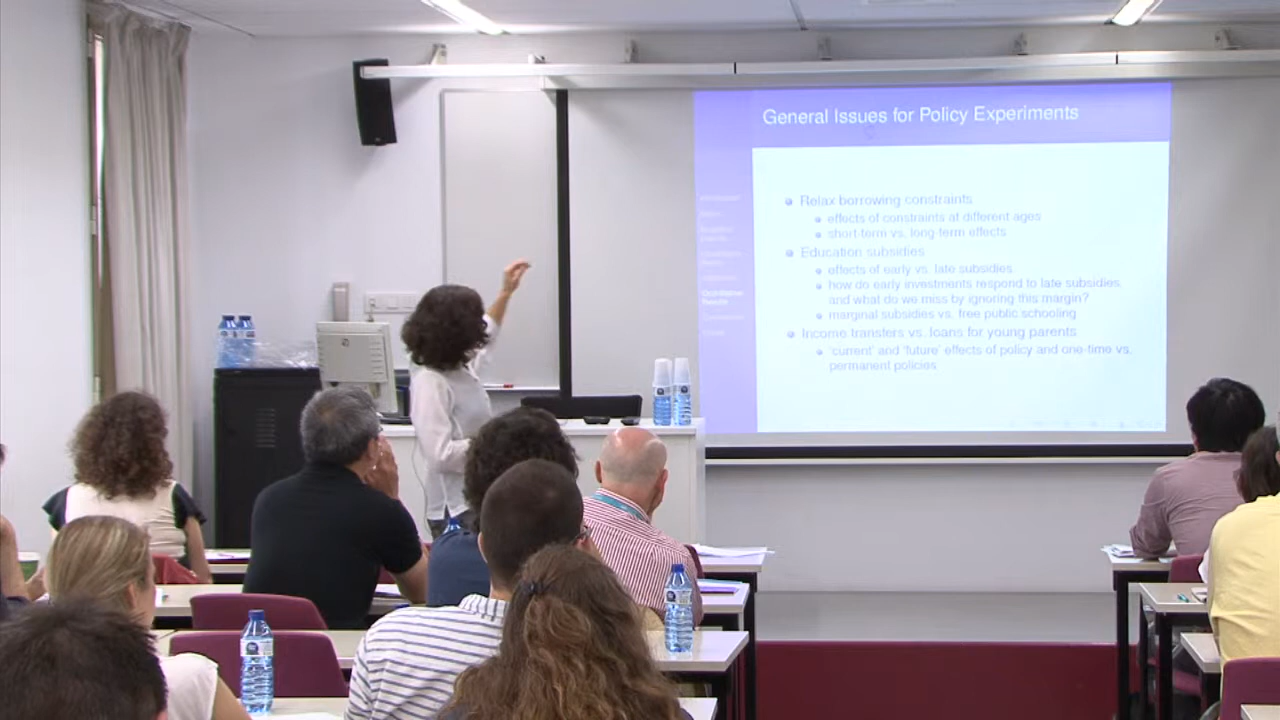 General Issues for Policy Experiments
Relax borrowing constraints
effects of constraints at different ages
short-term vs. long-term effects
Education subsidies
effects of early vs. late subsidies
how do early investments respond to late subsidies,
and what do we miss by ignoring this margin?
marginal subsidies vs. free public schooling
Income transfers vs. loans for young parents
'current' and 'future' effects of policy and one-time vs.
permanent policies